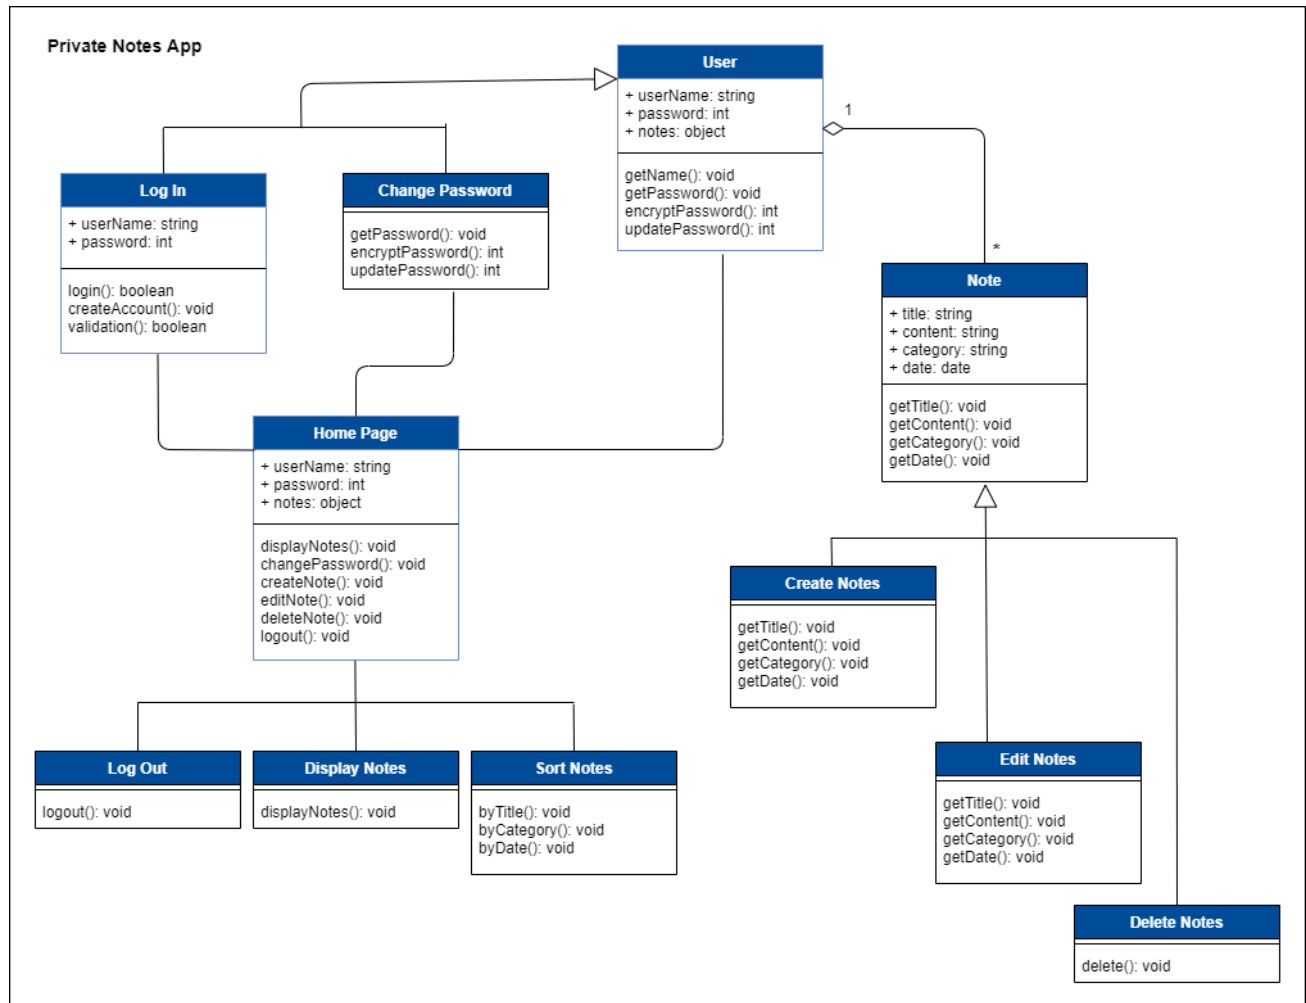 Private Notes App
User
+ userName: string
+ password: int
+ notes: object
getName(): void
getPassword(): void
encryptPassword(): int
updatePassword(): int
1
*
Log In
+ userName: string
+ password: int
login(): boolean
createAccount(): void
validation(): boolean
Change Password
getPassword(): void
encryptPassword(): int
updatePassword(): int
Note
+ title: string
+ content: string
+ category: string
+ date: date
getTitle(): void
getContent(): void
getCategory(): void
getDate(): void
Home Page
+ userName: string
+ password: int
+ notes: object
displayNotes(): void
changePassword(): void
createNote(): void
editNote(): void
deleteNote(): void
logout(): void
Create Notes
getTitle(): void
getContent(): void
getCategory(): void
getDate(): void
Log Out
logout(): void
Display Notes
displayNotes(): void
Sort Notes
byTitle(): void
byCategory(): void
byDate(): void
Edit Notes
getTitle(): void
getContent(): void
getCategory(): void
getDate(): void
Delete Notes
delete(): void